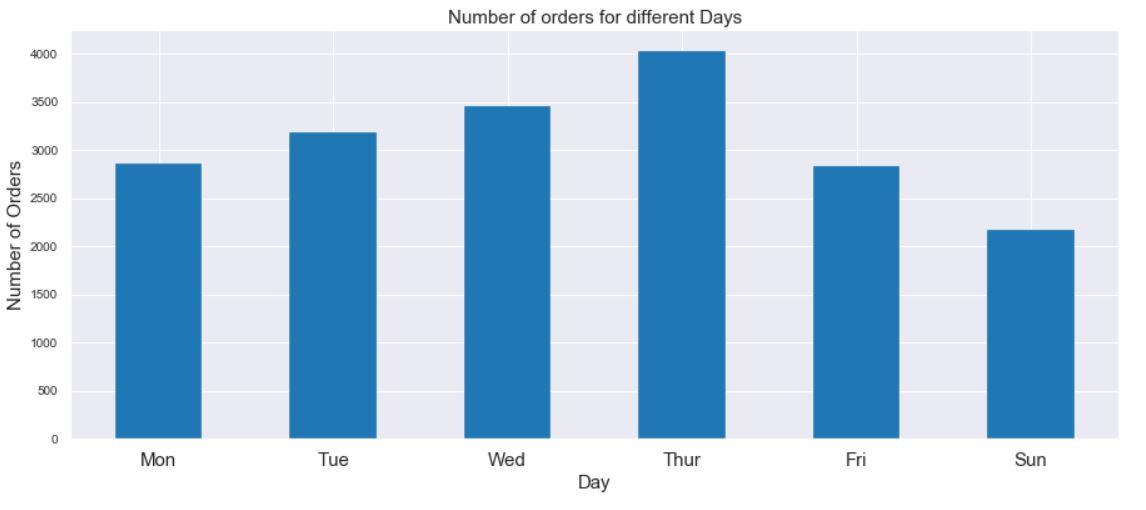 Number of orders for different Days
Number of Orders
4000
3500
3000
2500
2000
1500
1000
500
0
Mon Tue Wed Thur Fri Sun
Day